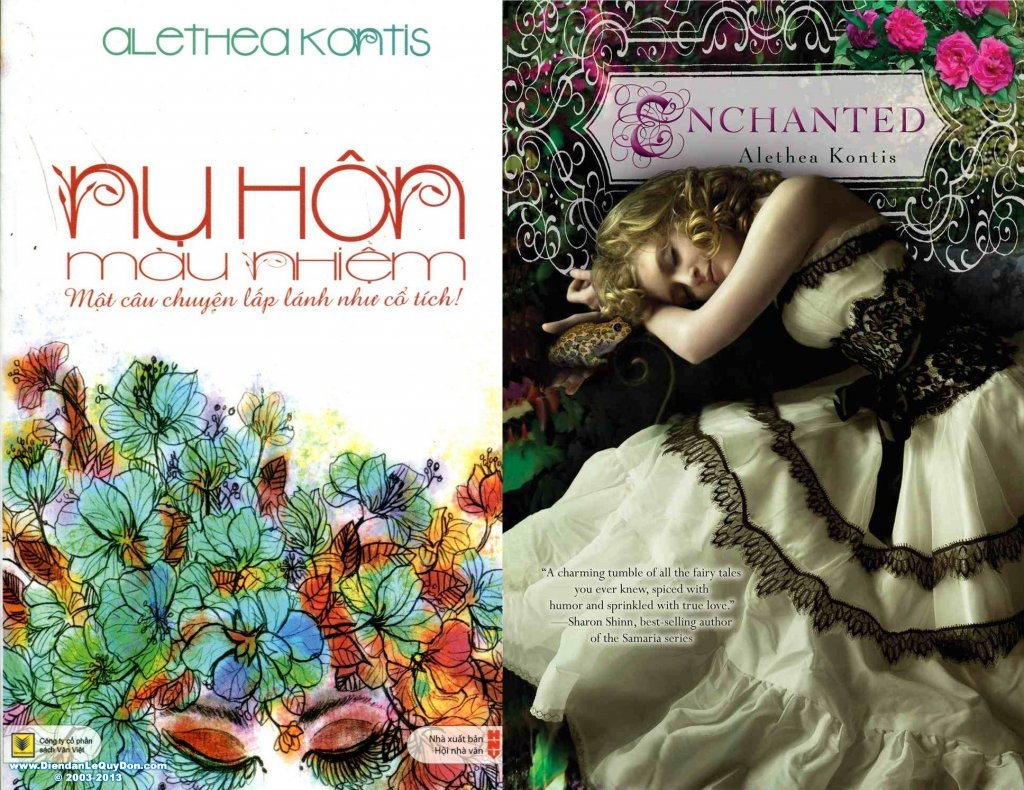 ALETHEA KONTIS
NỤ HÔN
MÀU NHIỆM
Một câu chuyện lấp lánh như cổ tích!
Công ty cổ phần
sách Văn Việt
Nhà xuất bản
Hội nhà văn
HNV
www.DiendanLeQuyDon.com
© 2003-2013
ENCHANTED
Alethea Kontis
“A charming tumble of all the fairy tales
you ever knew, spiced with
humor and sprinkled with true love.”
—Sharon Shinn, best-selling author
of the Samaria series